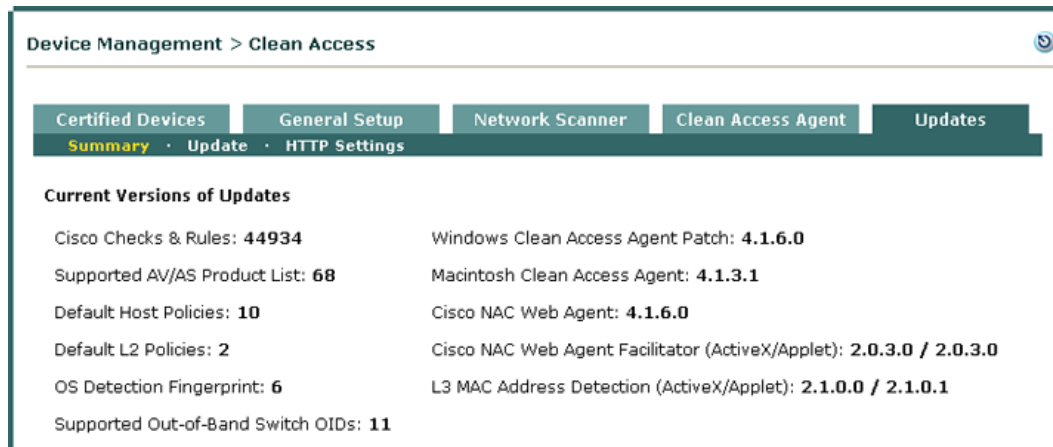 Device Management > Clean Access
Certified Devices General Setup Network Scanner Clean Access Agent Updates
Summary · Update · HTTP Settings
Current Versions of Updates
Cisco Checks & Rules: 44934 Windows Clean Access Agent Patch: 4.1.6.0
Supported AV/AS Product List: 68 Macintosh Clean Access Agent: 4.1.3.1
Default Host Policies: 10 Cisco NAC Web Agent: 4.1.6.0
Default L2 Policies: 2 Cisco NAC Web Agent Facilitator (ActiveX/Applet): 2.0.3.0 / 2.0.3.0
OS Detection Fingerprint: 6 L3 MAC Address Detection (ActiveX/Applet): 2.1.0.0 / 2.1.0.1
Supported Out-of-Band Switch OIDs: 11